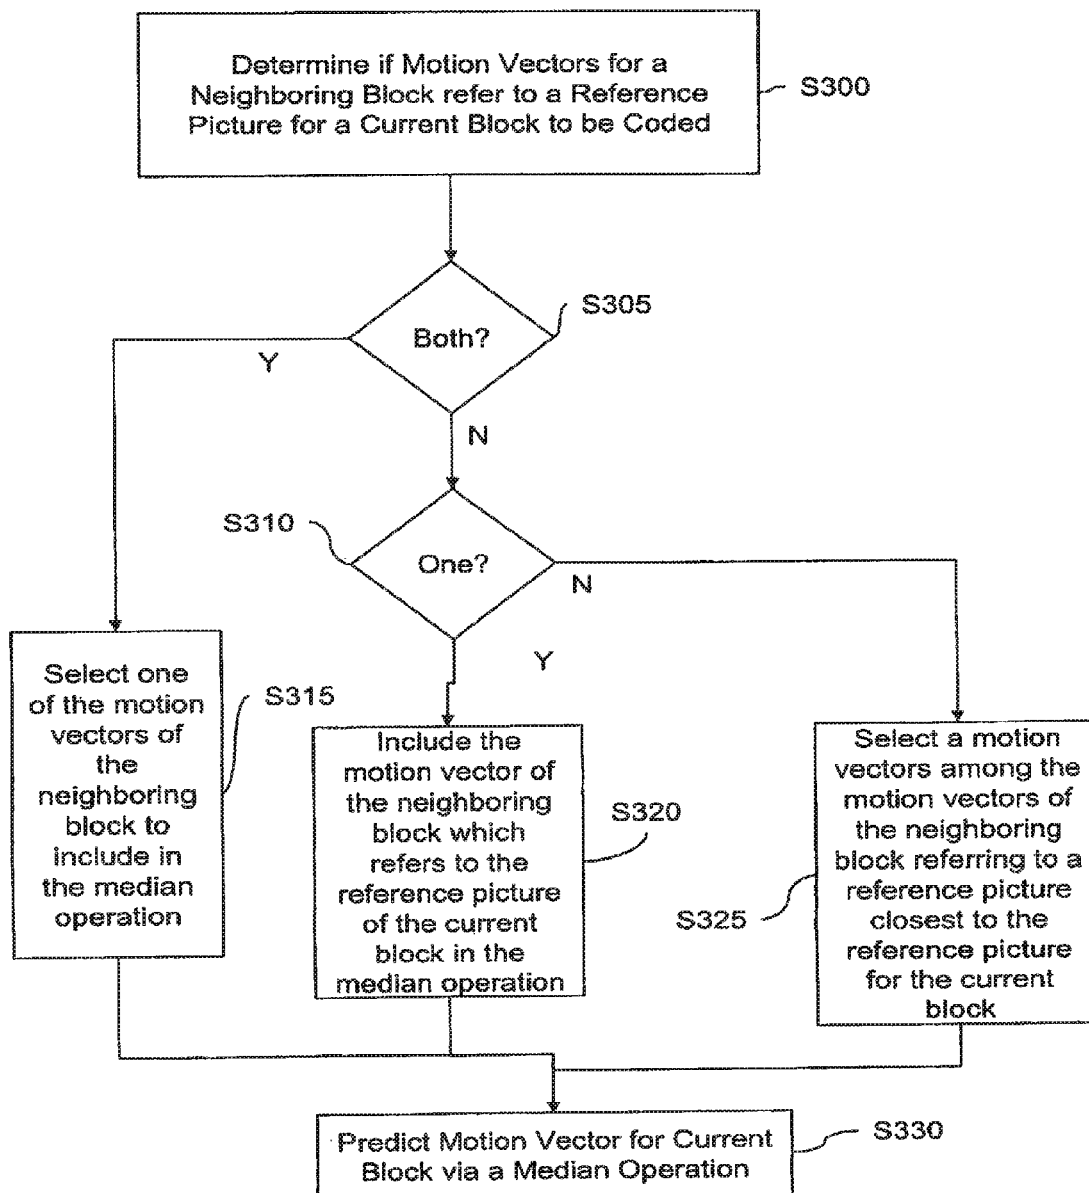 Determine if Motion Vectors for a
Neighboring Block refer to a Reference
Picture for a Current Block to be Coded
S300
Both?
S305
Y
N
S310
One?
N
Y
Select one
of the motion
vectors of
the
neighboring
block to
include in
the median
operation
S315
Include the
motion vector of
the neighboring
block which
refers to the
reference picture
of the current
block in the
median operation
S320
Select a motion
vectors among the
motion vectors of
the neighboring
block referring to a
reference picture
closest to the
reference picture
for the current
block
S325
Predict Motion Vector for Current
Block via a Median Operation
S330